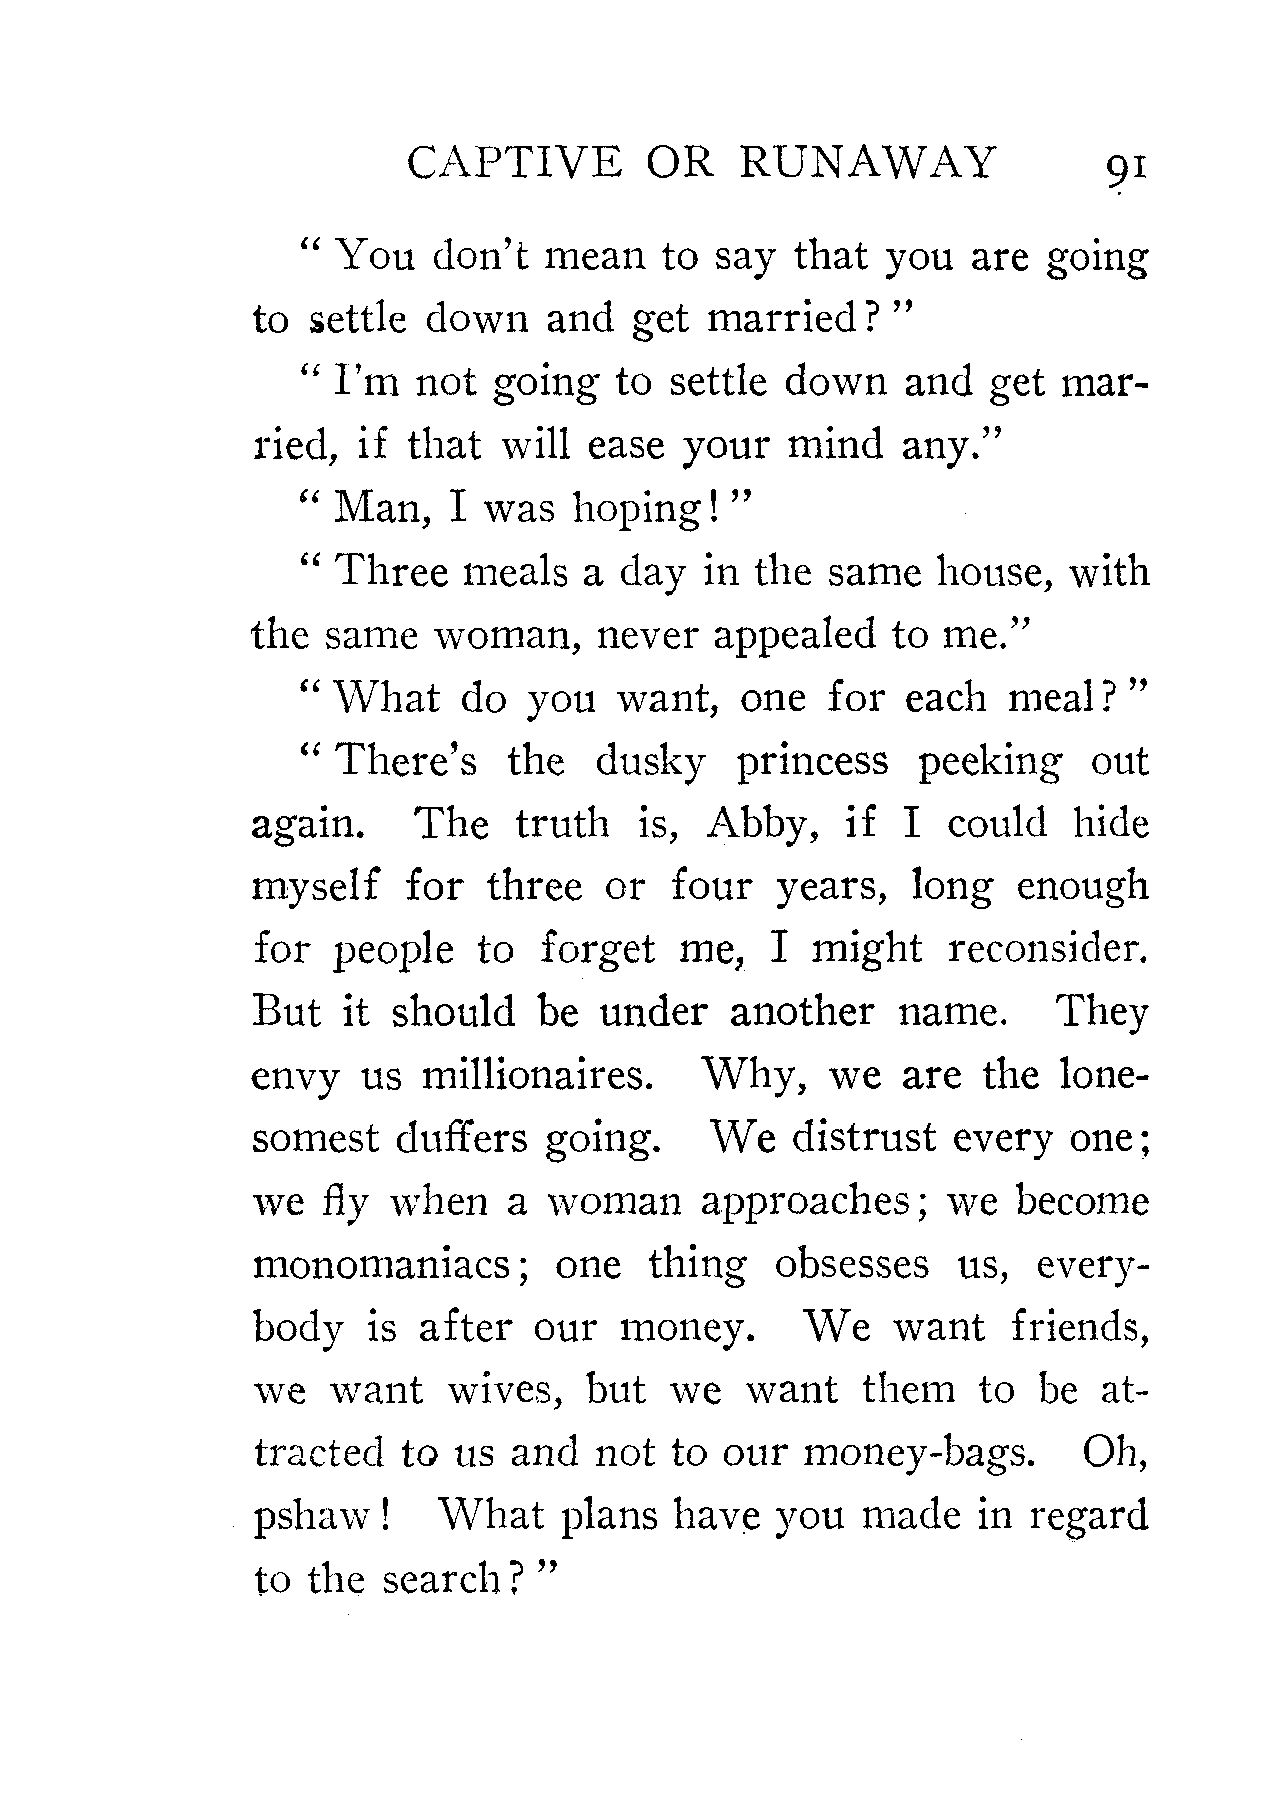 CAPTIVE OR RUNAWAY 91
“ You don’t mean to say that you are going
to settle down and get married? ”
“ I’m not going to settle down and get mar-
ried, if that will ease your mind any.”
“ Man, I was hoping! ”
“ Three meals a day in the same house, with
the same woman, never appealed to me.”
“ What do you want, one for each meal? ”
“ There’s the dusky princess peeking out
again. The truth is, Abby, if I could hide
myself for three or four years, long enough
for people to forget me, I might reconsider.
But it should be under another name. They
envy us millionaires. Why, we are the lone-
somest duffers going. We distrust every one;
we fly when a woman approaches; we become
monomaniacs; one thing obsesses us, every-
body is after our money. We want friends,
we want wives, but we want them to be at-
tracted to us and not to our money-bags. Oh,
pshaw! What plans have you made in regard
to the search? ”